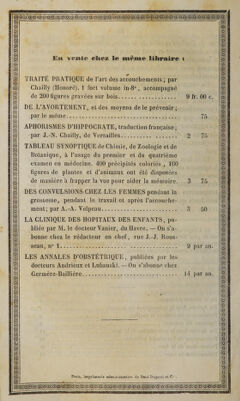 En vente chez le même libraire :
TRAITÉ PRATIQUE de l'art des accouchements; par
Chailly (Honoré), 1 fort volume in-8°, accompagné
de 200 figures gravées sur bois. 9 fr. 00 c.
DE L'AVORTEMENT, et des moyens de le prévenir;
par le même. 75
APHORISMES D'HIPPOCRATE, traduction française;
par J.-N. Chailly, de Versailles. 2 75
TABLEAU SYNOPTIQUE de Chimie, de Zoologie et de
Botanique, à l'usage du premier et du quatrième
examen en médecine. 400 précipités coloriés, 400
figures de plantes et d'animaux ont été disposées
de manière à frapper la vue pour aider la mémoire. 3 75
DES CONVULSIONS CHEZ LES FEMMES pendant la
grossesse, pendant le travail et après l'accouche-
ment; par A.-A. Velpeau. 3 50
LA CLINIQUE DES HOPITAUX DES ENFANTS, pu-
bliée par M. le docteur Vanier, du Havre. — On s'a-
bonne chez le rédacteur en chef, rue J.-J. Rous-
seau, n° 1. 9 par an.
LES ANNALES D'OBSTÉTRIQUE, publiées par les
docteurs Andrieux et Lubanski. — On s'abonne chez
Germer-Baillière. 14 par an.
Paris, Imprimerie administrative de Paul Dupont et Cie.